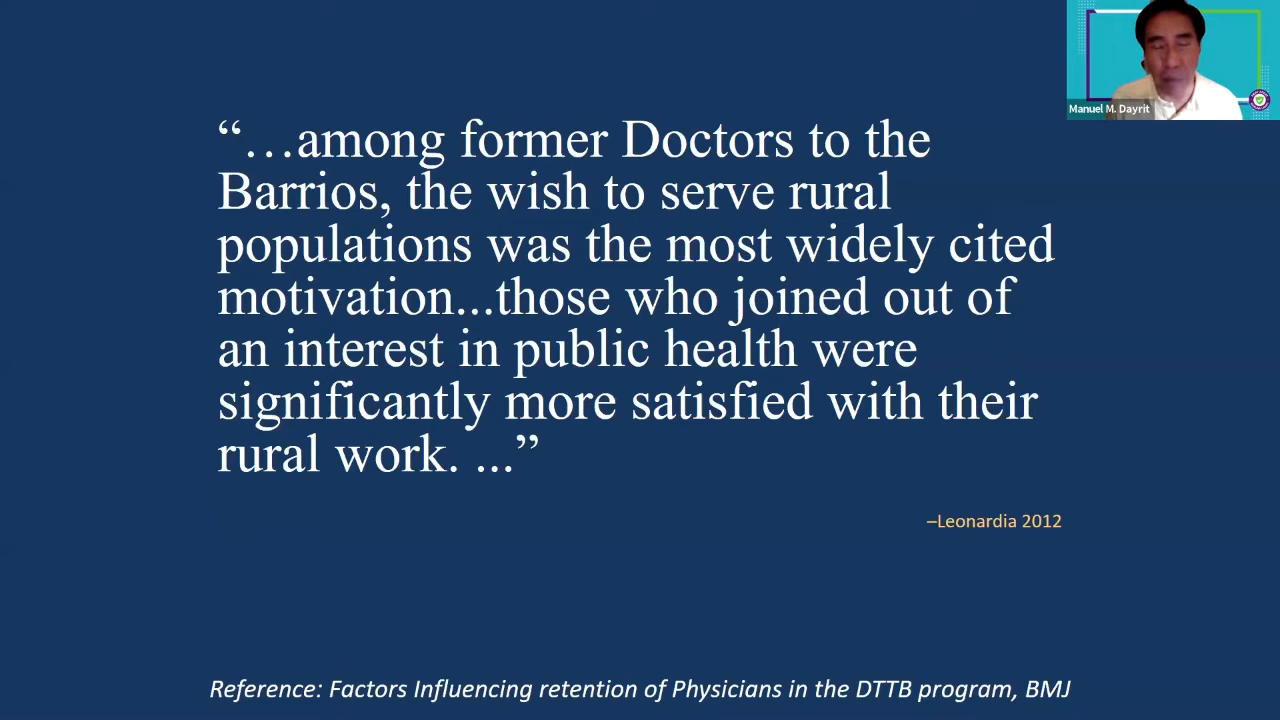 Manuel M. Dayrit
“…among former Doctors to the
Barrios, the wish to serve rural
populations was the most widely cited
motivation...those who joined out of
an interest in public health were
significantly more satisfied with their
rural work. ...”
–Leonardia 2012
Reference: Factors Influencing retention of Physicians in the DTTB program, BMJ